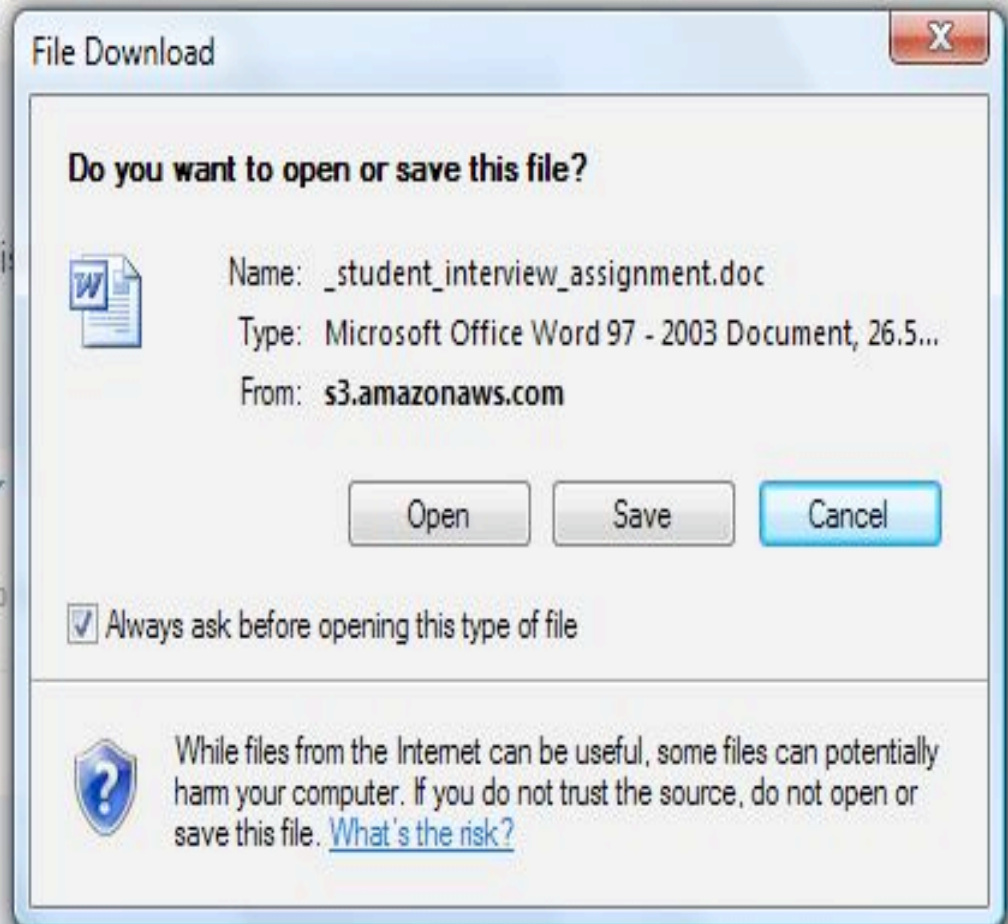 File Download
X
Do you want to open or save this file?
W
Name: _student_interview_assignment.doc
Type: Microsoft Office Word 97 - 2003 Document, 26.5...
From: s3.amazonaws.com
Open Save Cancel
Always ask before opening this type of file
?
While files from the Internet can be useful, some files can potentially
harm your computer. If you do not trust the source, do not open or
save this file. What's the risk?